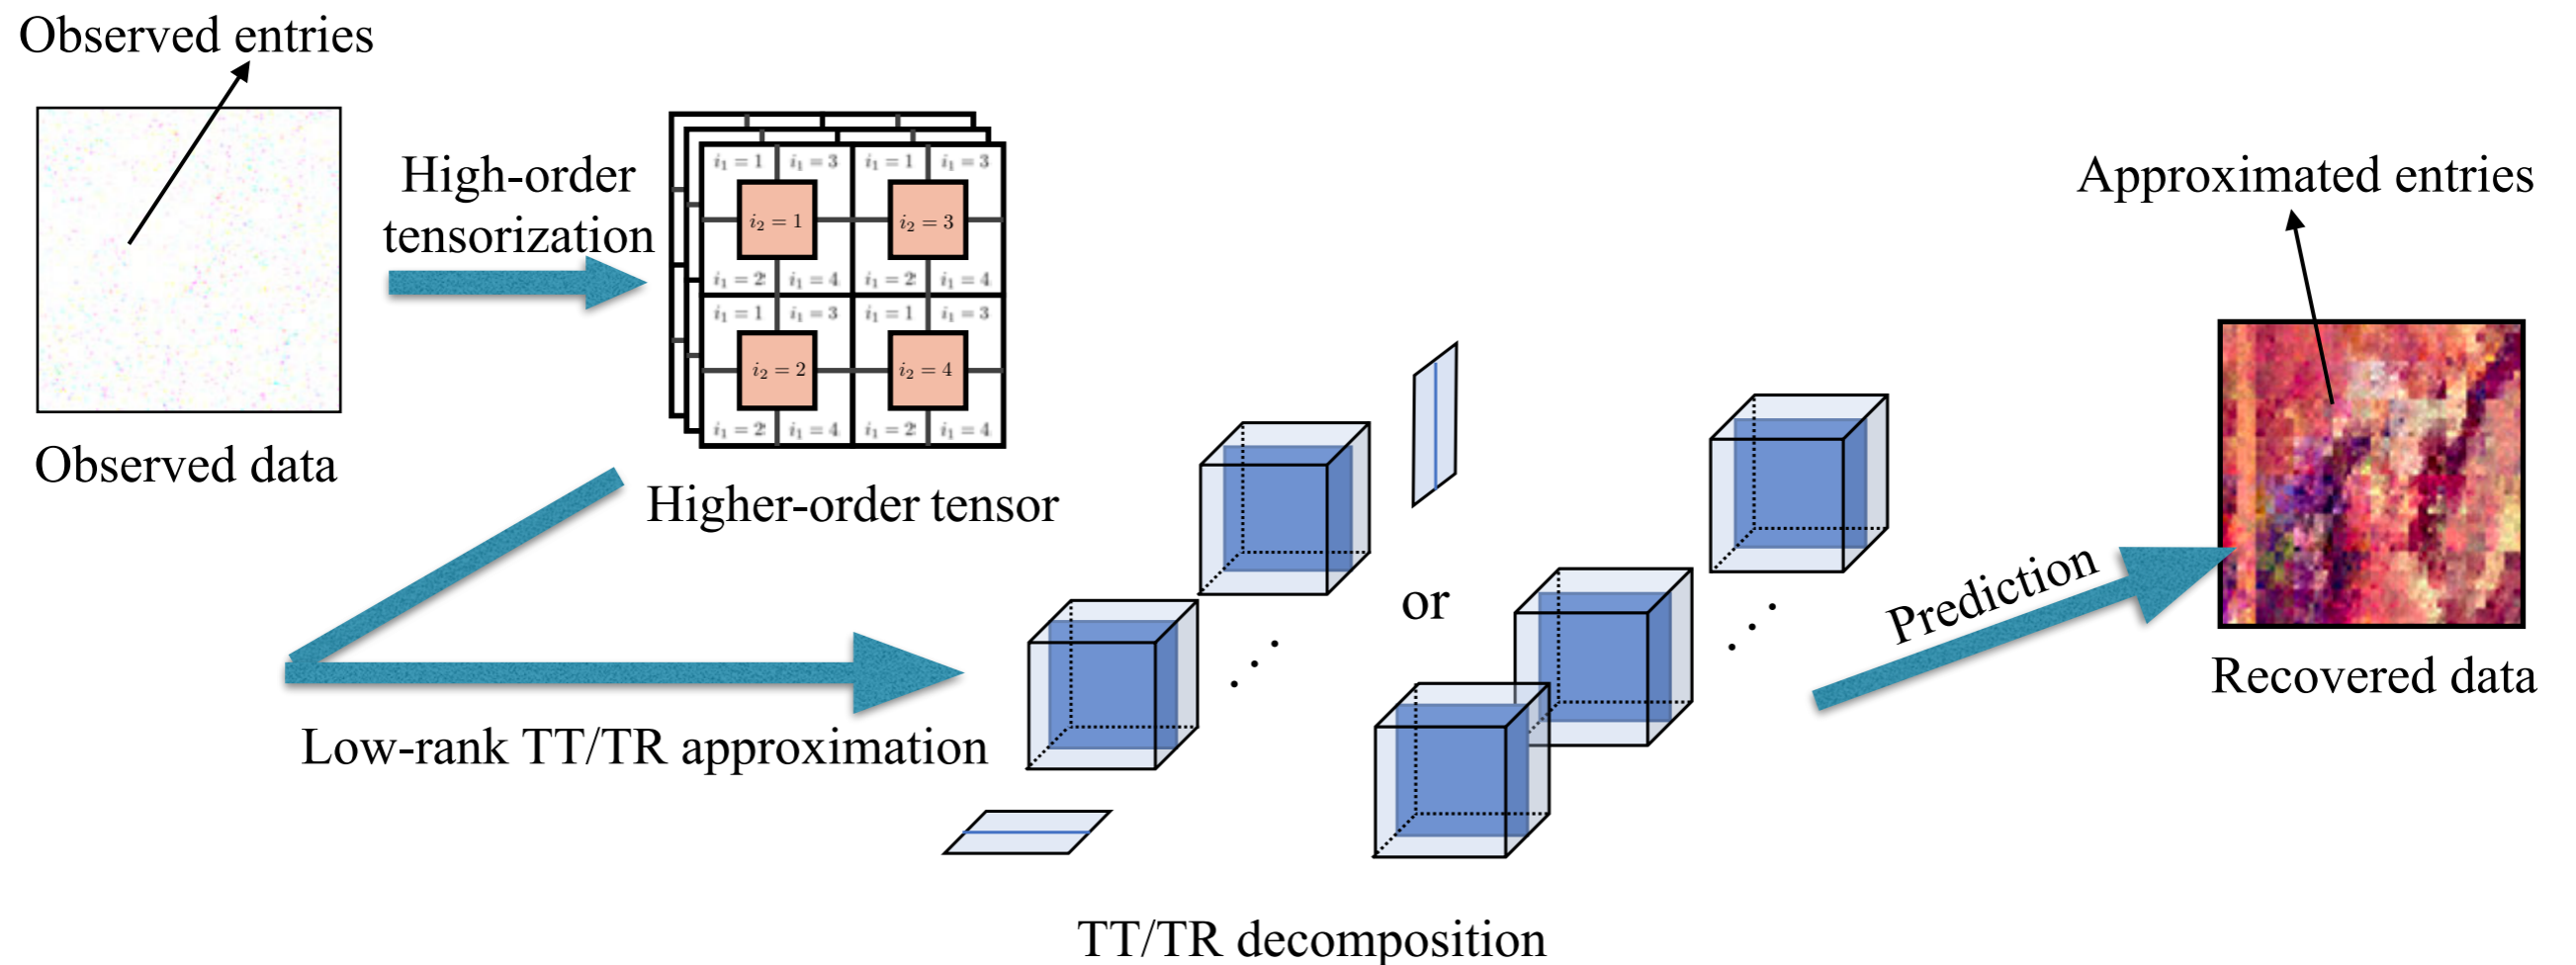 Observed entries
High-order
tensorization
Approximated entries
i₁ = 1 i₁ = 3 i₁ = 1 i₁ = 3
i₂ = 1 i₂ = 3
i₁ = 2 i₁ = 4 i₁ = 2 i₁ = 4
i₁ = 1 i₁ = 3 i₁ = 1 i₁ = 3
i₂ = 2 i₂ = 4
i₁ = 2 i₁ = 4 i₁ = 2 i₁ = 4
Observed data
Higher-order tensor
or
Prediction
Recovered data
Low-rank TT/TR approximation
TT/TR decomposition